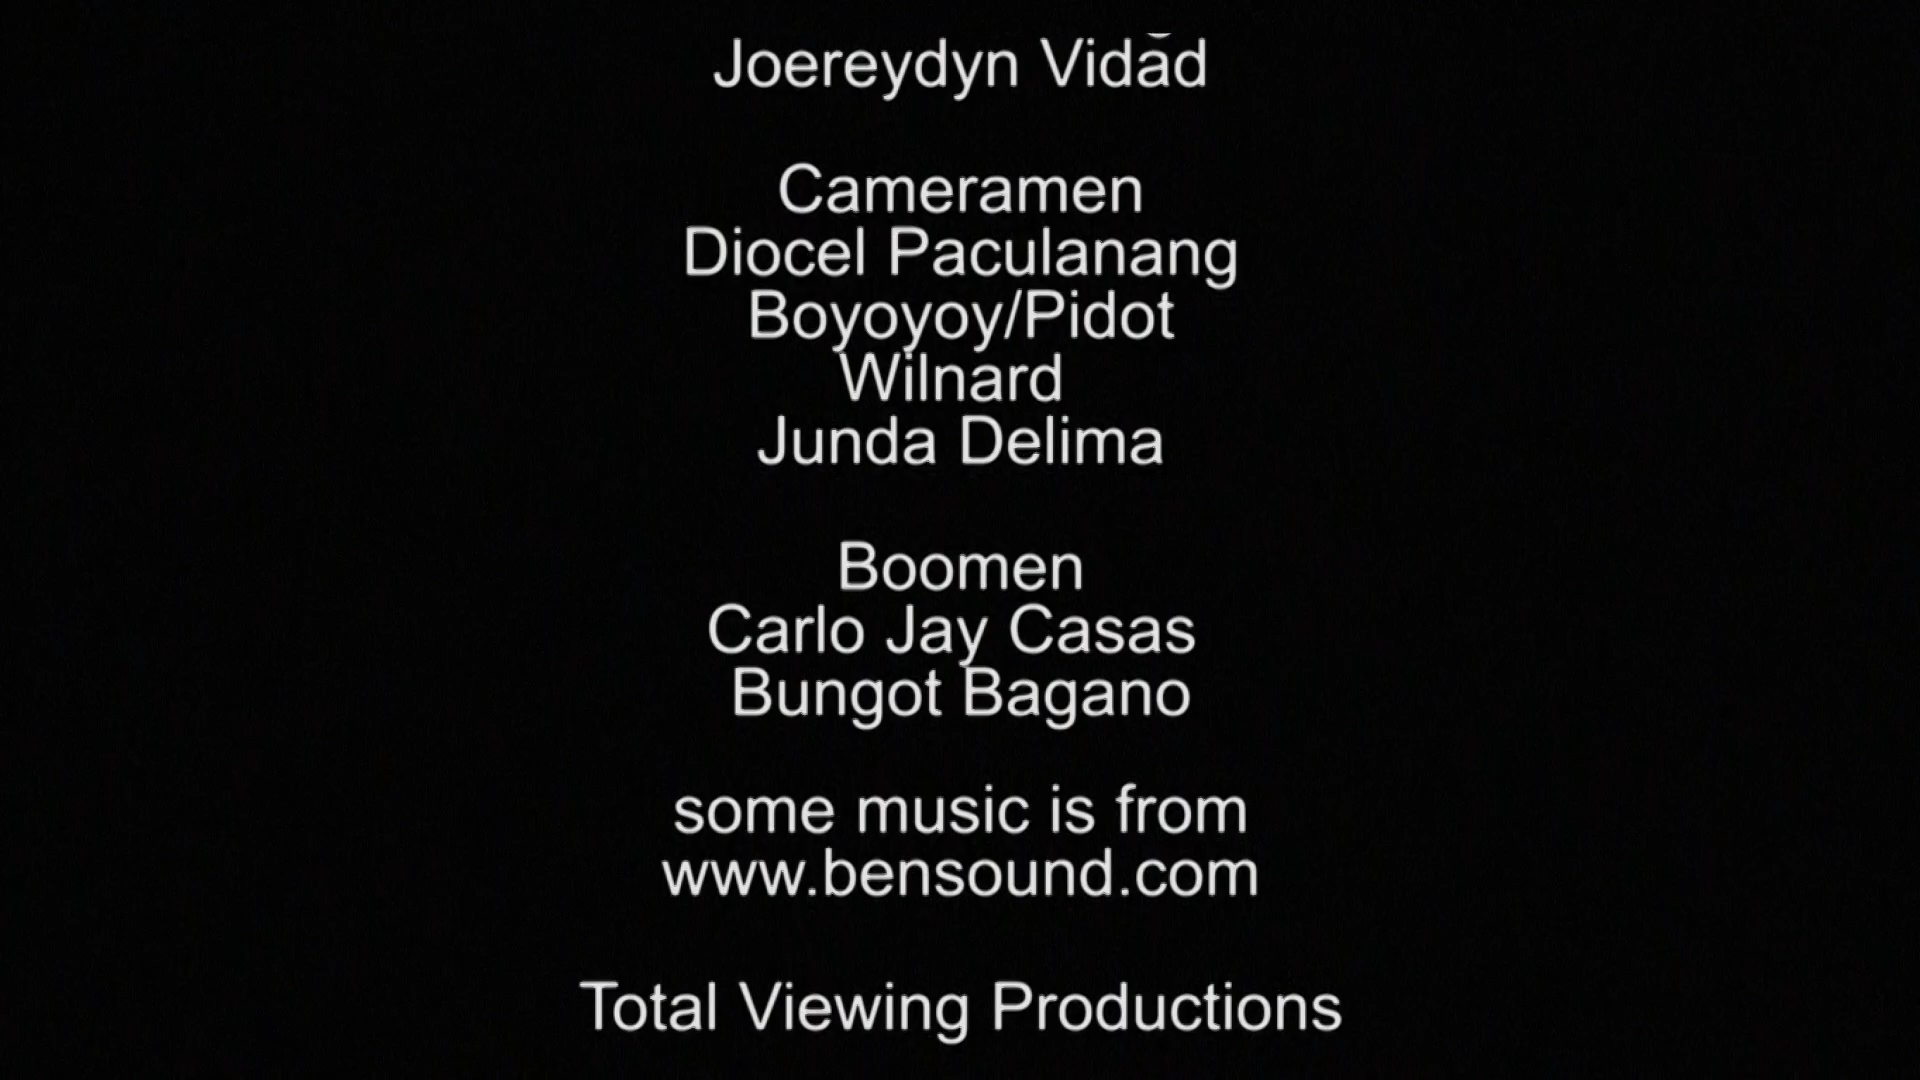 Joereydyn Vidad
Cameramen
Diocel Paculanang
Boyoyoy/Pidot
Wilnard
Junda Delima
Boomen
Carlo Jay Casas
Bungot Bagano
some music is from
www.bensound.com
Total Viewing Productions